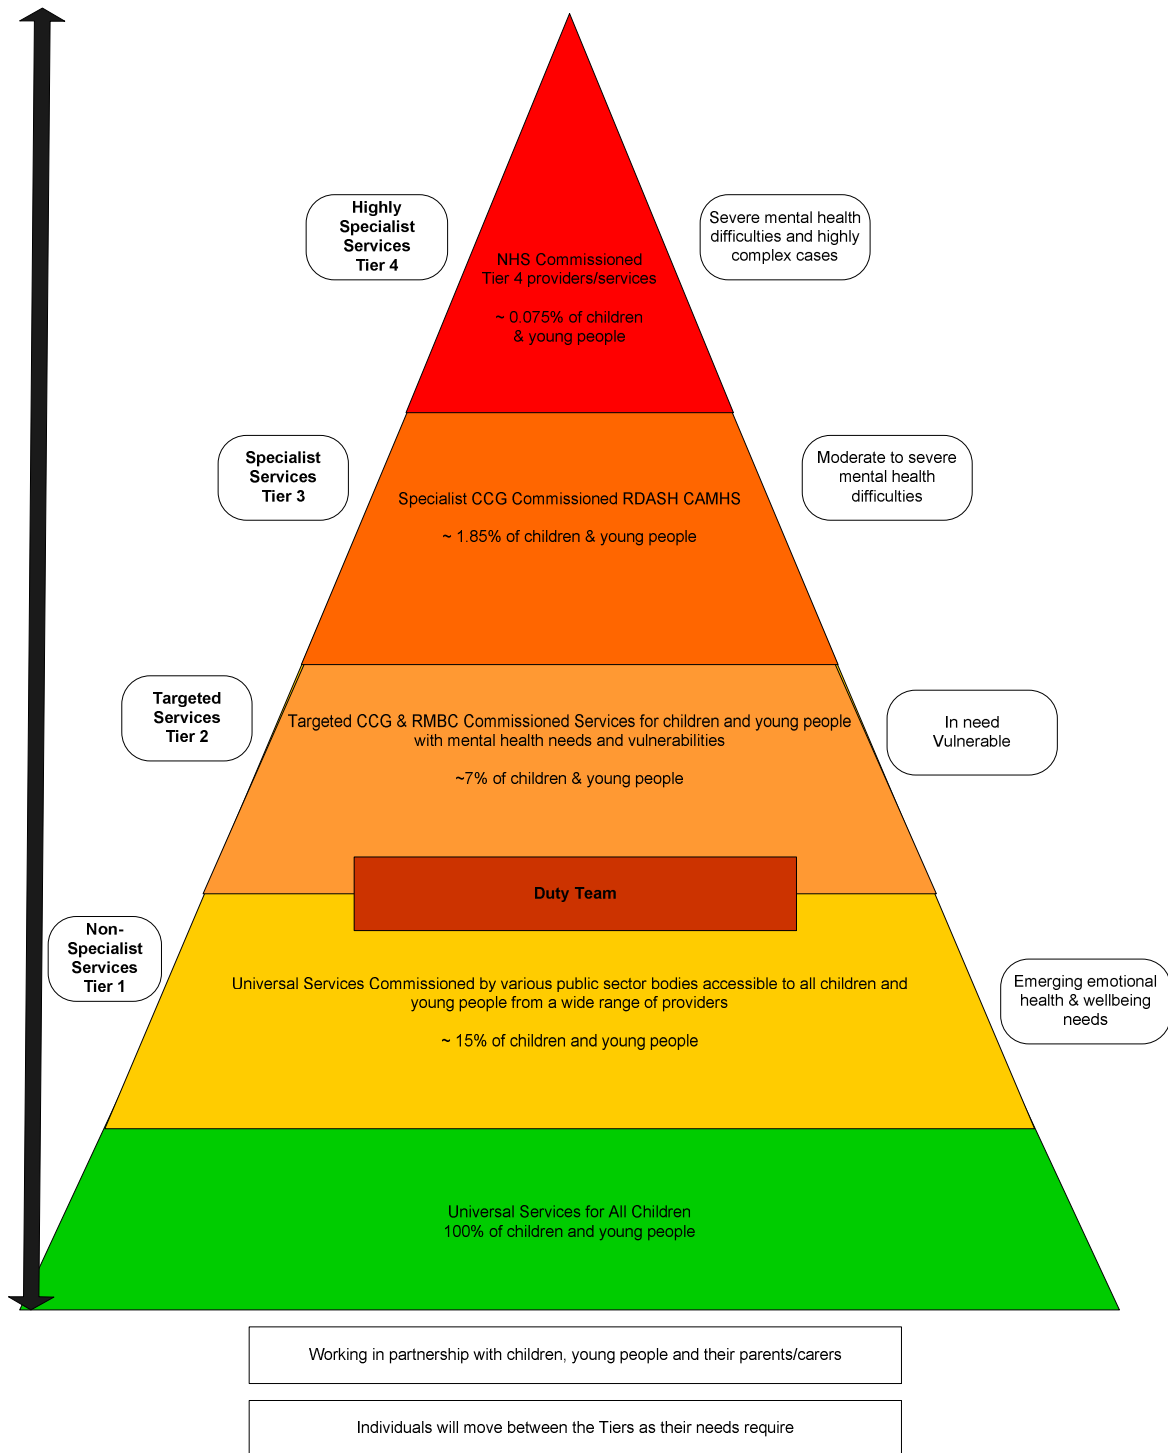 Highly
Specialist
Services
Tier 4
Severe mental health
difficulties and highly
complex cases
NHS Commissioned
Tier 4 providers/services
~ 0.075% of children
& young people
Specialist
Services
Tier 3
Moderate to severe
mental health
difficulties
Specialist CCG Commissioned RDASH CAMHS
~ 1.85% of children & young people
Targeted
Services
Tier 2
Targeted CCG & RMBC Commissioned Services for children and young people
with mental health needs and vulnerabilities
~7% of children & young people
In need
Vulnerable
Duty Team
Non-
Specialist
Services
Tier 1
Universal Services Commissioned by various public sector bodies accessible to all children and
young people from a wide range of providers
~ 15% of children and young people
Emerging emotional
health & wellbeing
needs
Universal Services for All Children
100% of children and young people
Working in partnership with children, young people and their parents/carers
Individuals will move between the Tiers as their needs require